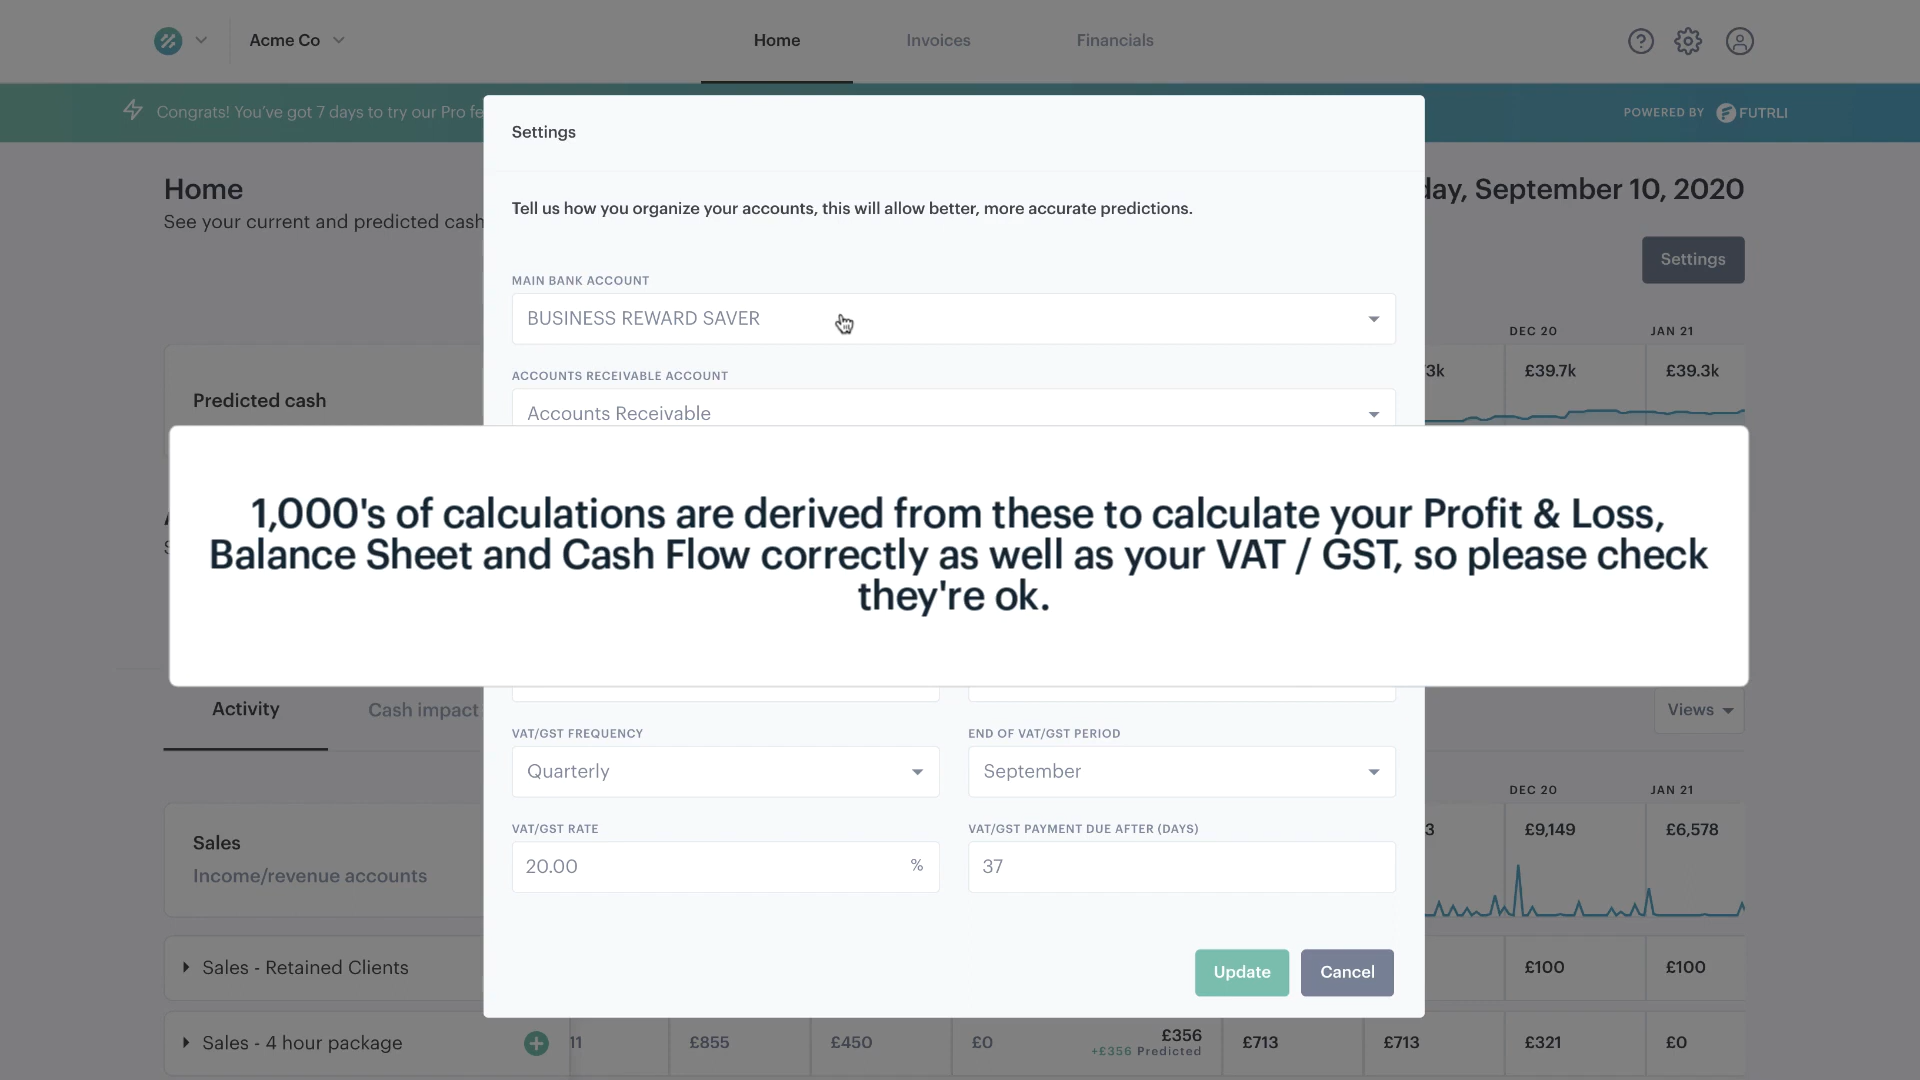 Acme Co
Home
Invoices
Financials
Congrats! You've got 7 days to try our Pro fe
POWERED BY FUTRLI
Settings
Home
day, September 10, 2020
See your current and predicted cash
Tell us how you organize your accounts, this will allow better, more accurate predictions.
Settings
MAIN BANK ACCOUNT
BUSINESS REWARD SAVER
DEC 20
JAN 21
ACCOUNTS RECEIVABLE ACCOUNT
3k
£39.7k
£39.3k
Predicted cash
Accounts Receivable
1,000's of calculations are derived from these to calculate your Profit & Loss,
Balance Sheet and Cash Flow correctly as well as your VAT / GST, so please check
they're ok.
Activity
Cash impact
Views
VAT/GST FREQUENCY
END OF VAT/GST PERIOD
Quarterly
September
DEC 20
JAN 21
VAT/GST RATE
VAT/GST PAYMENT DUE AFTER (DAYS)
3
£9,149
£6,578
Sales
Income/revenue accounts
20.00 %
37
Update
Cancel
Sales - Retained Clients
£100
£100
Sales - 4 hour package
11
£855
£450
£0
£356
+£356 Predicted
£713
£713
£321
£0